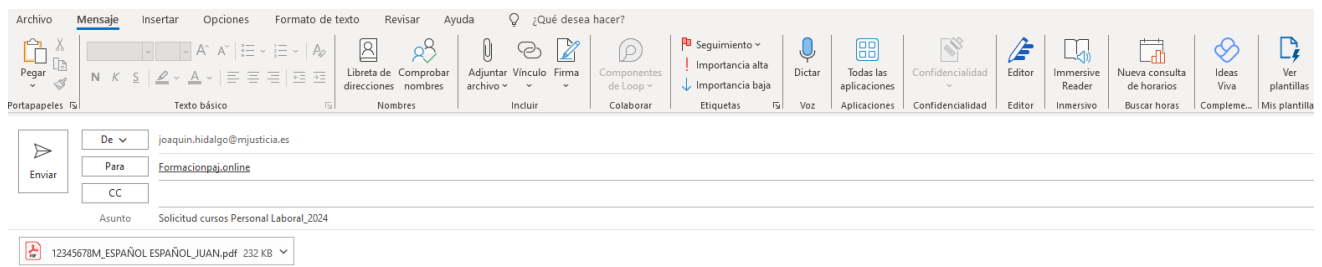 Archivo Mensaje Insertar Opciones Formato de texto Revisar Ayuda ¿Qué desea hacer?
Pegar
N K S
Libreta de direcciones
Comprobar nombres
Adjuntar archivo
Vínculo
Firma
Componentes de Loop
Seguimiento
Importancia alta
Importancia baja
Dictar
Todas las aplicaciones
Confidencialidad
Editor
Immersive Reader
Nueva consulta de horarios
Ideas Viva
Ver plantillas
Portapapeles Texto básico Nombres Incluir Colaborar Etiquetas Voz Aplicaciones Confidencialidad Editor Inmersivo Buscar horas Compleme... Mis plantilla
Enviar
De joaquin.hidalgo@mjusticia.es
Para Formacionpaj.online
CC
Asunto Solicitud cursos Personal Laboral_2024
12345678M_ESPAÑOL ESPAÑOL_JUAN.pdf 232 KB